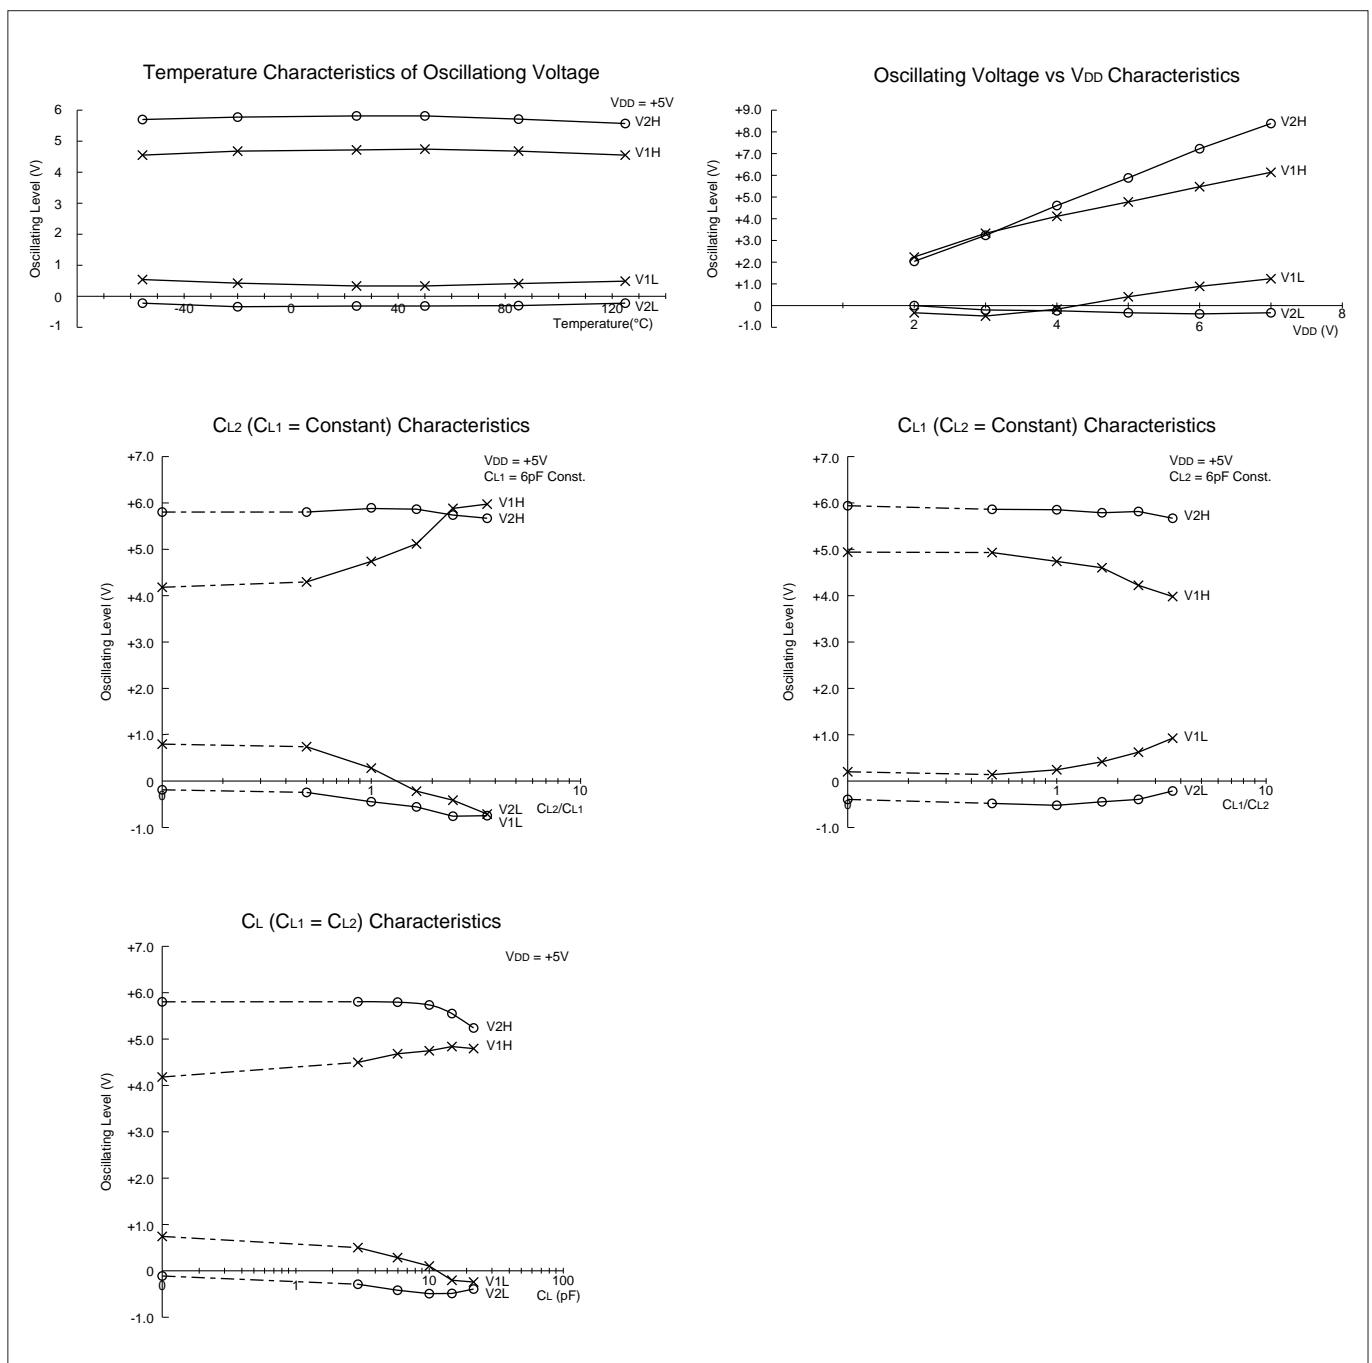 Temperature Characteristics of Oscillationg Voltage
VDD = +5V
Oscillating Level (V)
6
5
4
3
2
1
0
-1
V2H
V1H
V1L
V2L
-40
0
40
80
120
Temperature(°C)
Oscillating Voltage vs VDD Characteristics
Oscillating Level (V)
+9.0
+8.0
+7.0
+6.0
+5.0
+4.0
+3.0
+2.0
+1.0
0
-1.0
V2H
V1H
V1L
V2L
2
4
6
8
VDD (V)
CL2 (CL1 = Constant) Characteristics
VDD = +5V
CL1 = 6pF Const.
Oscillating Level (V)
+7.0
+6.0
+5.0
+4.0
+3.0
+2.0
+1.0
0
-1.0
V1H
V2H
V2L
V1L
0
1
10
CL2/CL1
CL1 (CL2 = Constant) Characteristics
VDD = +5V
CL2 = 6pF Const.
Oscillating Level (V)
+7.0
+6.0
+5.0
+4.0
+3.0
+2.0
+1.0
0
-1.0
V2H
V1H
V1L
V2L
0
1
10
CL1/CL2
CL (CL1 = CL2) Characteristics
VDD = +5V
Oscillating Level (V)
+7.0
+6.0
+5.0
+4.0
+3.0
+2.0
+1.0
0
-1.0
V2H
V1H
V1L
V2L
0
1
10
100
CL (pF)